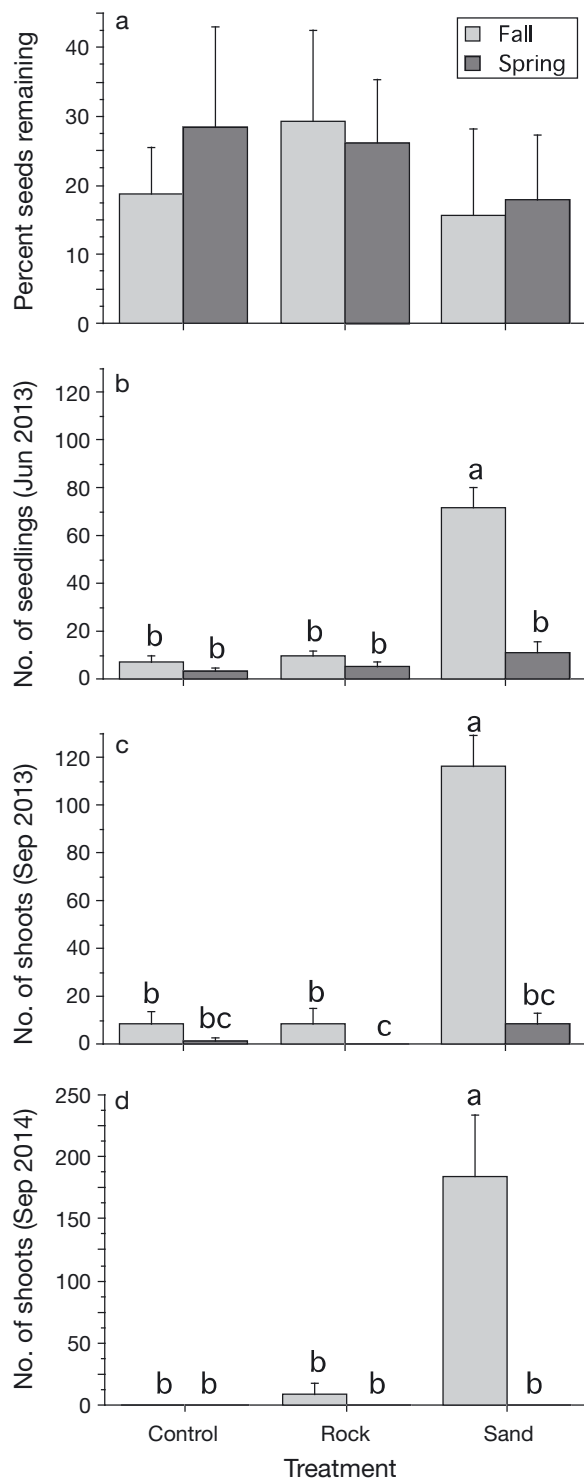 a
Fall
Spring
Percent seeds remaining
40
30
20
10
0
b
No. of seedlings (Jun 2013)
120
100
80
60
40
20
0
b b b b a b
c
No. of shoots (Sep 2013)
120
100
80
60
40
20
0
b bc b c a bc
d
No. of shoots (Sep 2014)
250
200
150
100
50
0
b b b b a b
Control Rock Sand
Treatment